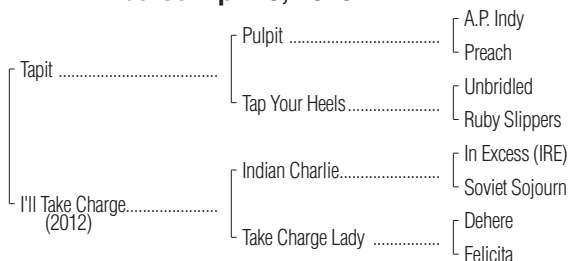 A.P. Indy
Pulpit
Preach
Tapit
Unbridled
Tap Your Heels
Ruby Slippers
In Excess (IRE)
Indian Charlie
Soviet Sojourn
I'll Take Charge
(2012)
Dehere
Take Charge Lady
Felicita